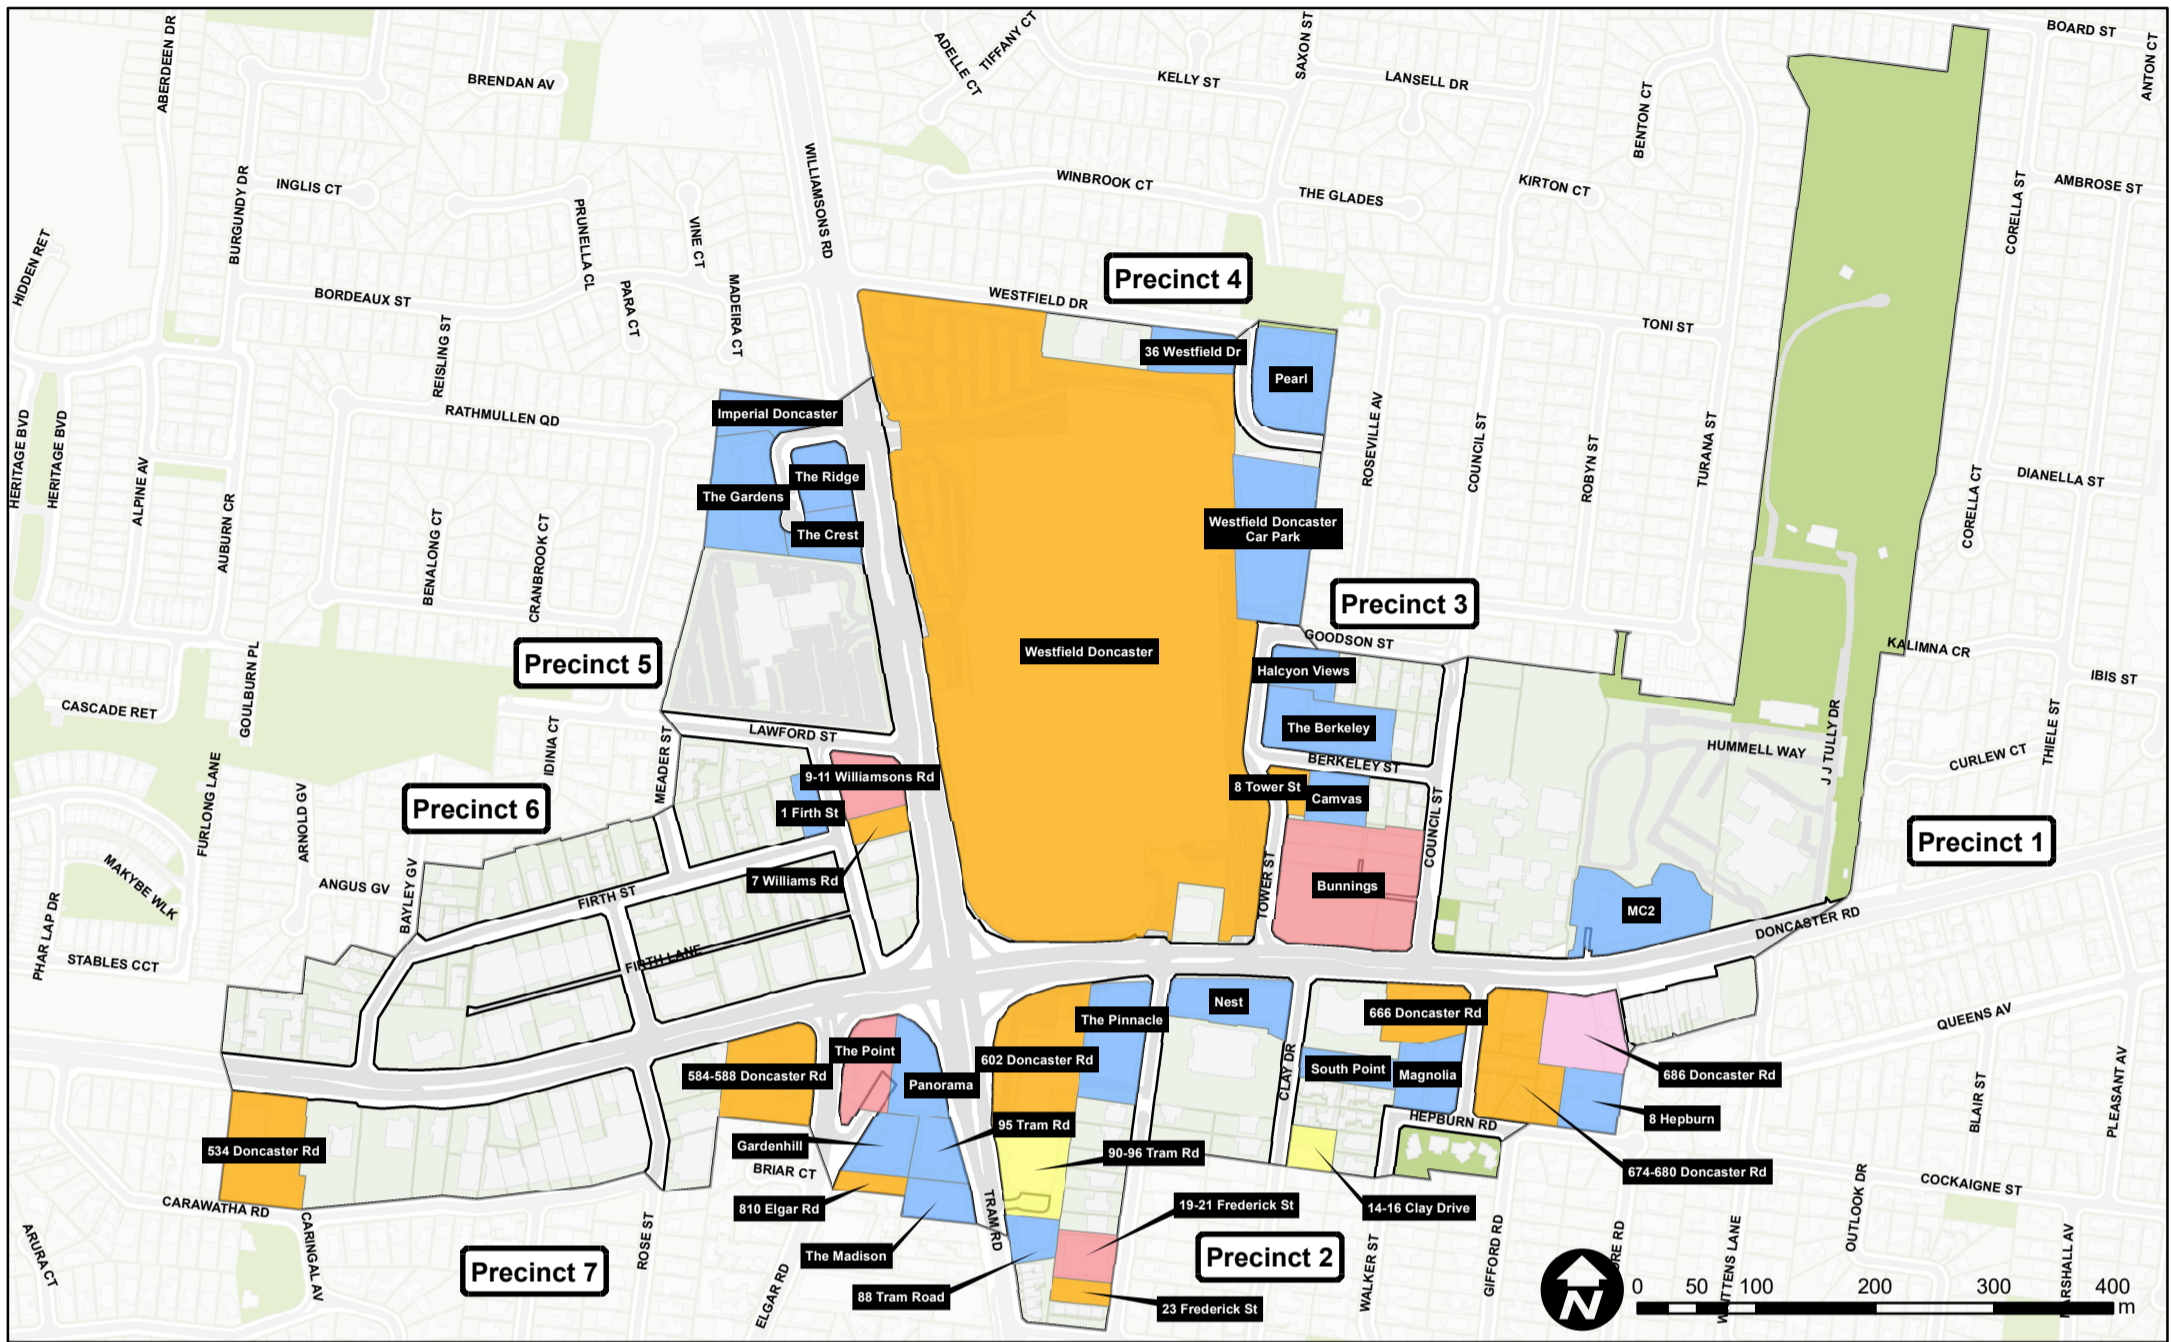 ABERDEEN DR
BRENDAN AV
ADELLE CT
TIFFANY CT
KELLY ST
SAXON ST
LANSELL DR
BENTON CT
BOARD ST
ANTON CT
BURGUNDY DR
INGLIS CT
PRUNELLA CL
VINE CT
WILLIAMSONS RD
WINBROOK CT
THE GLADES
KIRTON CT
CORELLA ST
AMBROSE ST
HIDDEN RET
BORDEAUX ST
REISLING ST
PARA CT
MADEIRA CT
WESTFIELD DR
Precinct 4
TONI ST
36 Westfield Dr
Pearl
Imperial Doncaster
RATHMULLEN QD
HERITAGE BVD
HERITAGE BVD
ALPINE AV
AUBURN CR
BENALONG CT
CRANBROOK CT
The Ridge
The Gardens
The Crest
ROSEVILLE AV
COUNCIL ST
ROBYN ST
TURANA ST
CORELLA CT
DIANELLA ST
Westfield Doncaster
Car Park
Precinct 3
GOODSON ST
Westfield Doncaster
Halcyon Views
The Berkeley
BERKELEY ST
KALIMNA CR
IBIS ST
Precinct 5
CASCADE RET
GOULBURN PL
IDINIA CT
MEADER ST
LAWFORD ST
HUMMELL WAY
J J TULLY DR
CURLEW CT
THIELE ST
9-11 Williamsons Rd
1 Firth St
8 Tower St
Camvas
Precinct 6
FURLONG LANE
ARNOLD GV
MAKYBE WLK
ANGUS GV
BAYLEY GV
PHAR LAP DR
STABLES CCT
7 Williams Rd
FIRTH ST
FIRTH LANE
TOWER ST
Bunnings
COUNCIL ST
MC2
Precinct 1
DONCASTER RD
QUEENS AV
PLEASANT AV
The Pinnacle
Nest
666 Doncaster Rd
The Point
602 Doncaster Rd
584-588 Doncaster Rd
Panorama
CLAY DR
South Point
Magnolia
686 Doncaster Rd
BLAIR ST
8 Hepburn
HEPBURN RD
95 Tram Rd
Gardenhill
534 Doncaster Rd
BRIAR CT
90-96 Tram Rd
674-680 Doncaster Rd
COCKAIGNE ST
CARAWATHA RD
CARINGAL AV
ARURA CT
ROSE ST
810 Elgar Rd
TRAM RD
19-21 Frederick St
14-16 Clay Drive
The Madison
Precinct 7
ELGAR RD
88 Tram Road
Precinct 2
23 Frederick St
WALKER ST
GIFFORD RD
OUTLOOK DR
N
0 50 100 200 300 400
m